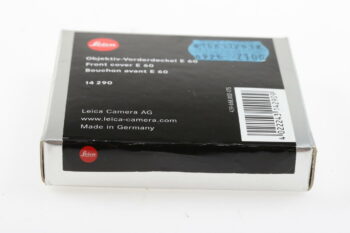 Leica
Objektiv-Vorderdeckel E 60
Front cover E 60
Bouchon avant E 60
14 290
Leica Camera AG
www.leica-camera.com
Made in Germany
Leica